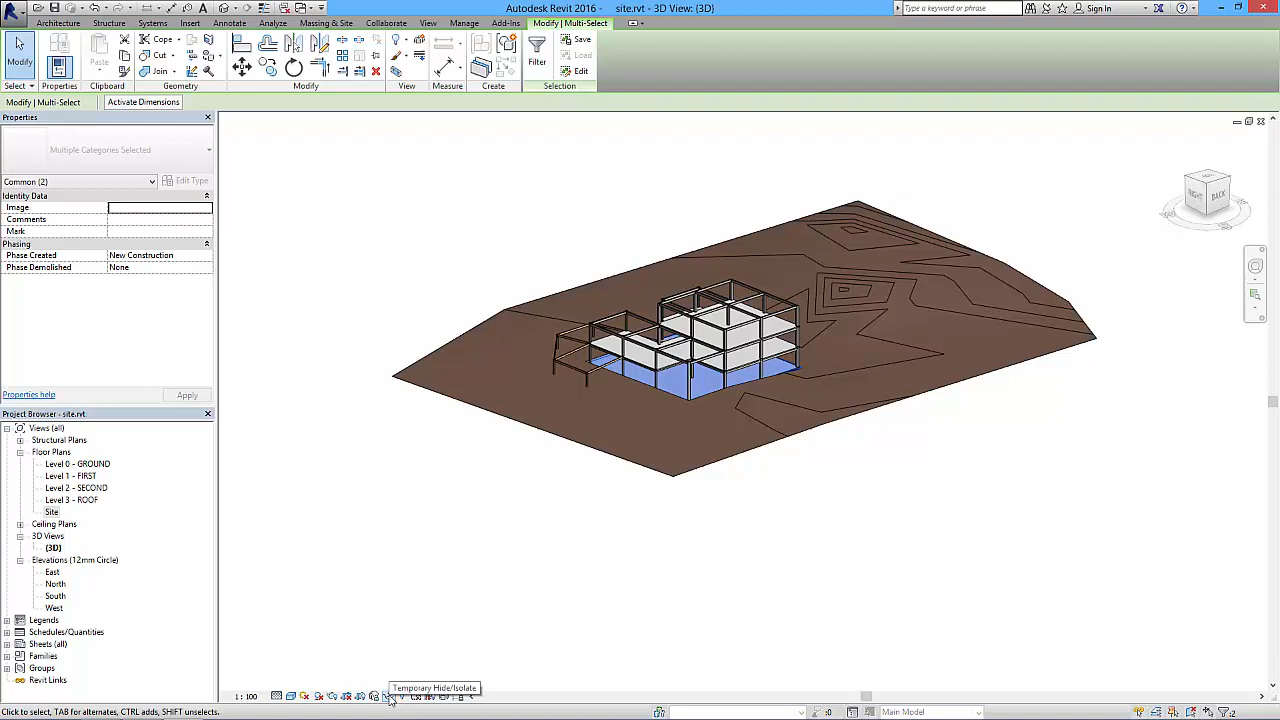 Autodesk Revit 2016 - site.rvt - 3D View: {3D}
Type a keyword or phrase
Sign In
Architecture Structure Systems Insert Annotate Analyze Massing & Site Collaborate View Manage Add-Ins Modify | Multi-Select
Modify
Paste
Cope
Cut
Join
Filter
Save
Load
Edit
Select Properties Clipboard Geometry Modify View Measure Create Selection
Modify | Multi-Select Activate Dimensions
Properties
Multiple Categories Selected
Common (2) Edit Type
Identity Data
Image
Comments
Mark
Phasing
Phase Created New Construction
Phase Demolished None
RIGHT BACK
Properties help Apply
Project Browser - site.rvt
Views (all)
Structural Plans
Floor Plans
Level 0 - GROUND
Level 1 - FIRST
Level 2 - SECOND
Level 3 - ROOF
Site
Ceiling Plans
3D Views
{3D}
Elevations (12mm Circle)
East
North
South
West
Legends
Schedules/Quantities
Sheets (all)
Families
Groups
Revit Links
Temporary Hide/Isolate
1 : 100
Click to select, TAB for alternates, CTRL adds, SHIFT unselects. :0 Main Model :2